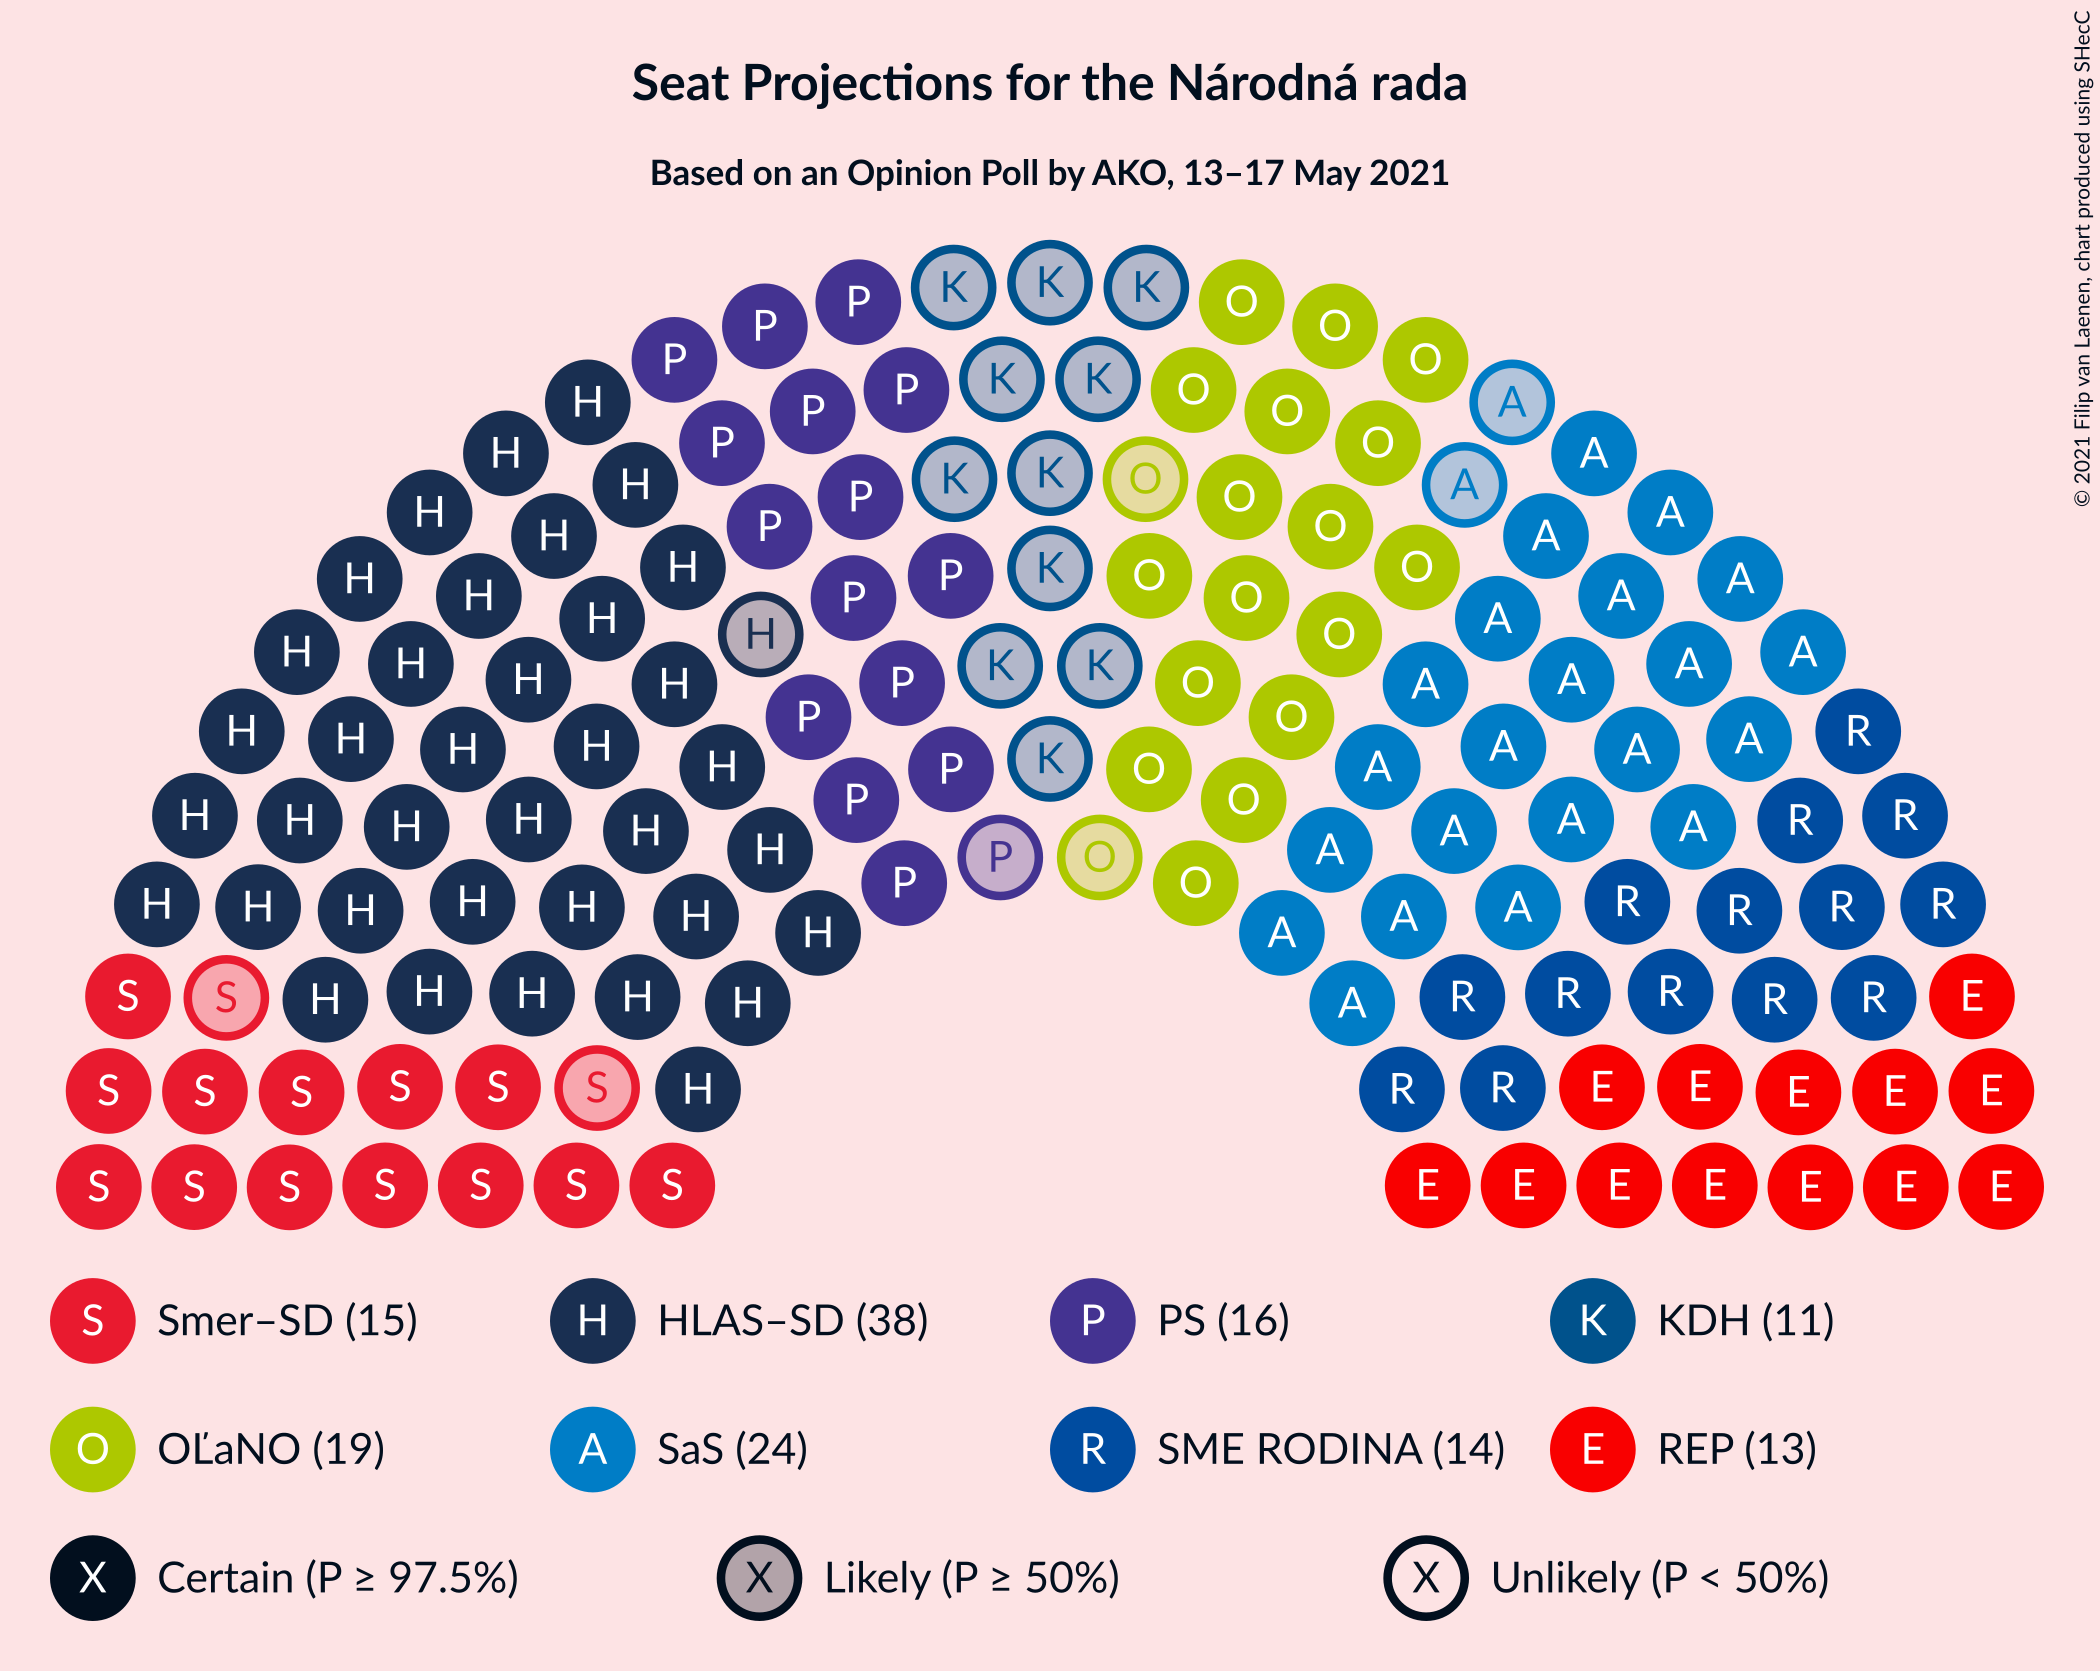 Seat Projections for the Národná rada
Based on an Opinion Poll by AKO, 13–17 May 2021
© 2021 Filip van Laenen, chart produced using SHecC
K K K
P P O O
P K K O
H P O A
P O
H P O A
H P K K O O A
H P O A
H H P K O O A
H P K O A
H H P O A A
H H P O A A
H H H P K K O O A A A
H H H P O A A A
H H H P P K O O A A A R
H H H P O A A A
H H H H P O A A R R
H H H P P O O A A R
H H H H H A A R R R R
S S H H H H H A R R R R R E
S S S S S S H R R E E E E E
S S S S S S S E E E E E E E
S Smer–SD (15) H HLAS–SD (38) P PS (16) K KDH (11)
O OĽaNO (19) A SaS (24) R SME RODINA (14) E REP (13)
X Certain (P ≥ 97.5%) X Likely (P ≥ 50%) X Unlikely (P < 50%)